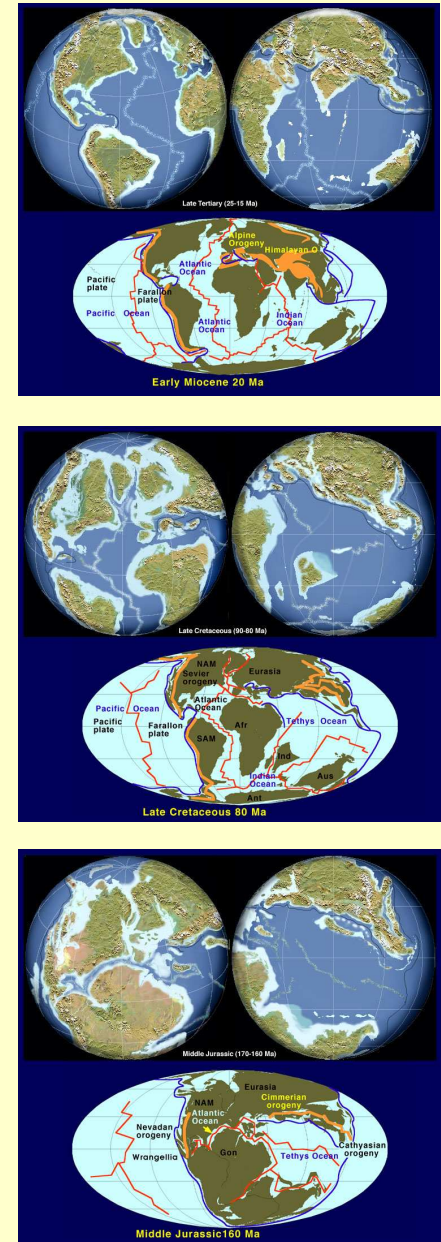 Late Tertiary (25-15 Ma)
Alpine
Orogeny
Himalayan O
Atlantic
Ocean
Pacific
plate
Farallon
plate
Pacific Ocean
Atlantic
Ocean
Indian
Ocean
Early Miocene 20 Ma
Late Cretaceous (90-80 Ma)
NAM
Sevier
orogeny
Eurasia
Atlantic
Ocean
Pacific Ocean
Pacific
plate
Farallon
plate
Afr
Tethys Ocean
SAM
Ind
Indian
Ocean
Aus
Ant
Late Cretaceous 80 Ma
Middle Jurassic (170-160 Ma)
Eurasia
Cimmerian
orogeny
NAM
Atlantic
Ocean
Nevadan
orogeny
Wrangellia
Gon
Tethys Ocean
Cathyasian
orogeny
Middle Jurassic160 Ma